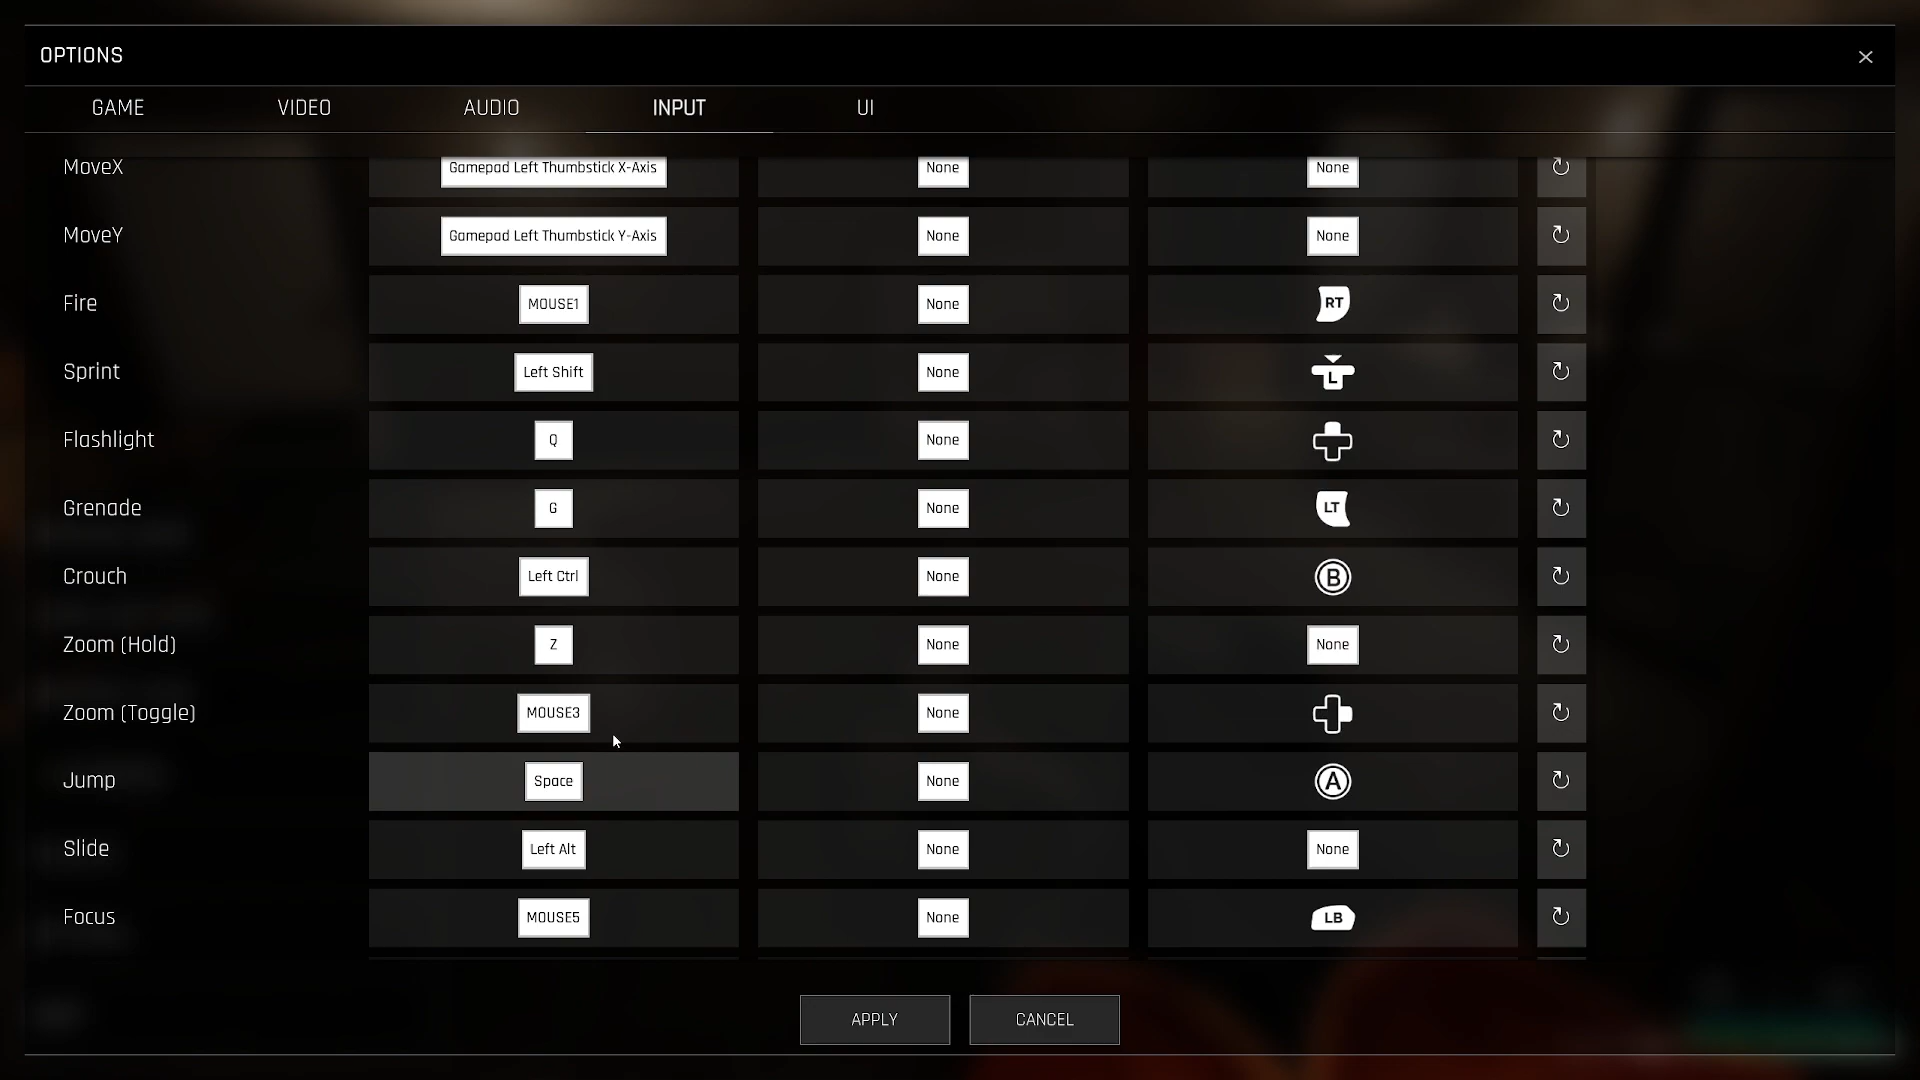 OPTIONS
GAME VIDEO AUDIO INPUT UI
MoveX Gamepad Left Thumbstick X-Axis None None
MoveY Gamepad Left Thumbstick Y-Axis None None
Fire MOUSE1 None RT
Sprint Left Shift None L
Flashlight Q None
Grenade G None LT
Crouch Left Ctrl None B
Zoom (Hold) Z None None
Zoom (Toggle) MOUSE3 None
Jump Space None A
Slide Left Alt None None
Focus MOUSE5 None LB
APPLY CANCEL